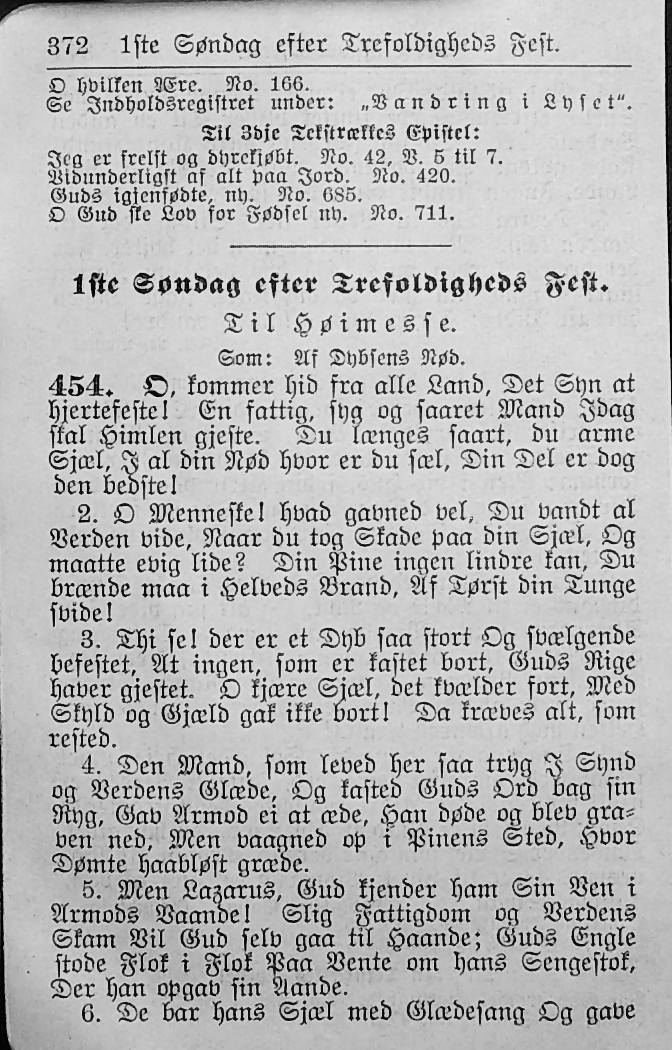 372 1ste Søndag efter Trefoldigheds Fest.
O hvilken Ære. No. 166.
Se Indholdsregistret under: „Vandring i Lyset“.
Til 3dje Tekstrækkes Epistel:
Jeg er frelst og dyrekjøbt. No. 42, V. 5 til 7.
Vidunderligst af alt paa Jord. No. 420.
Guds igjenfødte, ny. No. 685.
O Gud ske Lov for Fødsel ny. No. 711.
1ste Søndag efter Trefoldigheds Fest.
Til Høimesse.
Som: Af Dybsens Nød.
454. O, kommer hid fra alle Land, Det Syn at
hjertefeste! En fattig, syg og saaret Mand Idag
skal Himlen gjeste. Du længes saart, du arme
Sjæl, I al din Nød hvor er du sæl, Din Del er dog
den bedste!
2. O Menneske! hvad gavned vel, Du vandt al
Verden vide, Naar du tog Skade paa din Sjæl, Og
maatte evig lide? Din Pine ingen lindre kan, Du
brænde maa i Helveds Brand, Af Tørst din Tunge
svide!
3. Thi se! der er et Dyb saa stort Og svælgende
befestet, At ingen, som er kastet bort, Guds Rige
haver gjestet. O kjære Sjæl, det kvælder fort, Med
Skyld og Gjæld gak ikke bort! Da kræves alt, som
rested.
4. Den Mand, som leved her saa tryg I Synd
og Verdens Glæde, Og kasted Guds Ord bag sin
Ryg, Gav Armod ei at æde, Han døde og blev gra-
ven ned, Men vaagned op i Pinens Sted, Hvor
Dømte haabløst græde.
5. Men Lazarus, Gud kjender ham Sin Ven i
Armods Vaande! Slig Fattigdom og Verdens
Skam Vil Gud selv gaa til Haande; Guds Engle
stode Flok i Flok Paa Vente om hans Sengestok,
Der han opgav sin Aande.
6. De bar hans Sjæl med Glædesang Og gave